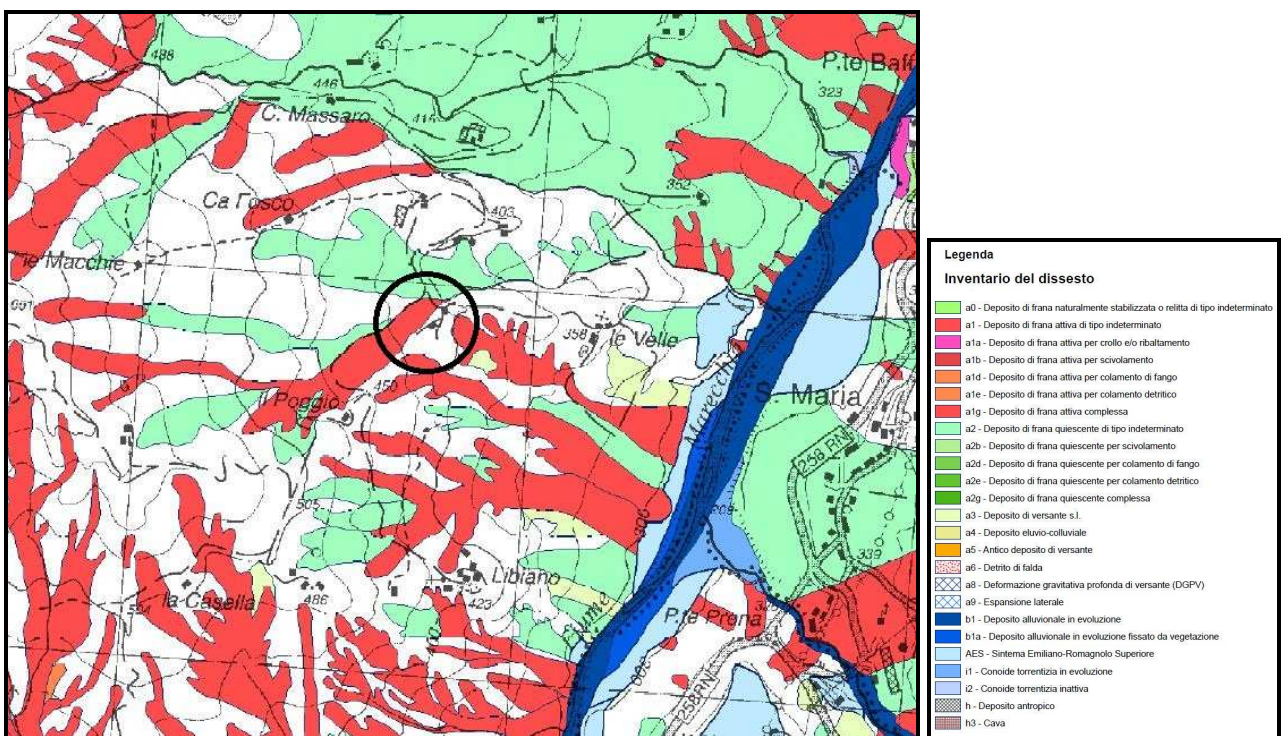 488
446
C. Massaro
P.te Baff
323
352
Ca Fosco
403
le Macchie
358
le Velle
il Poggio
S. Maria
Marecchia
258 RN
505
339
Libiano
la Casella
486
423
Fiume
P.te Prena
258RN
Legenda
Inventario del dissesto
a0 - Deposito di frana naturalmente stabilizzata o relitta di tipo indeterminato
a1 - Deposito di frana attiva di tipo indeterminato
a1a - Deposito di frana attiva per crollo e/o ribaltamento
a1b - Deposito di frana attiva per scivolamento
a1d - Deposito di frana attiva per colamento di fango
a1e - Deposito di frana attiva per colamento detritico
a1g - Deposito di frana attiva complessa
a2 - Deposito di frana quiescente di tipo indeterminato
a2b - Deposito di frana quiescente per scivolamento
a2d - Deposito di frana quiescente per colamento di fango
a2e - Deposito di frana quiescente per colamento detritico
a2g - Deposito di frana quiescente complessa
a3 - Deposito di versante s.l.
a4 - Deposito eluvio-colluviale
a5 - Antico deposito di versante
a6 - Detrito di falda
a8 - Deformazione gravitativa profonda di versante (DGPV)
a9 - Espansione laterale
b1 - Deposito alluvionale in evoluzione
b1a - Deposito alluvionale in evoluzione fissato da vegetazione
AES - Sintema Emiliano-Romagnolo Superiore
i1 - Conoide torrentizia in evoluzione
i2 - Conoide torrentizia inattiva
h - Deposito antropico
h3 - Cava